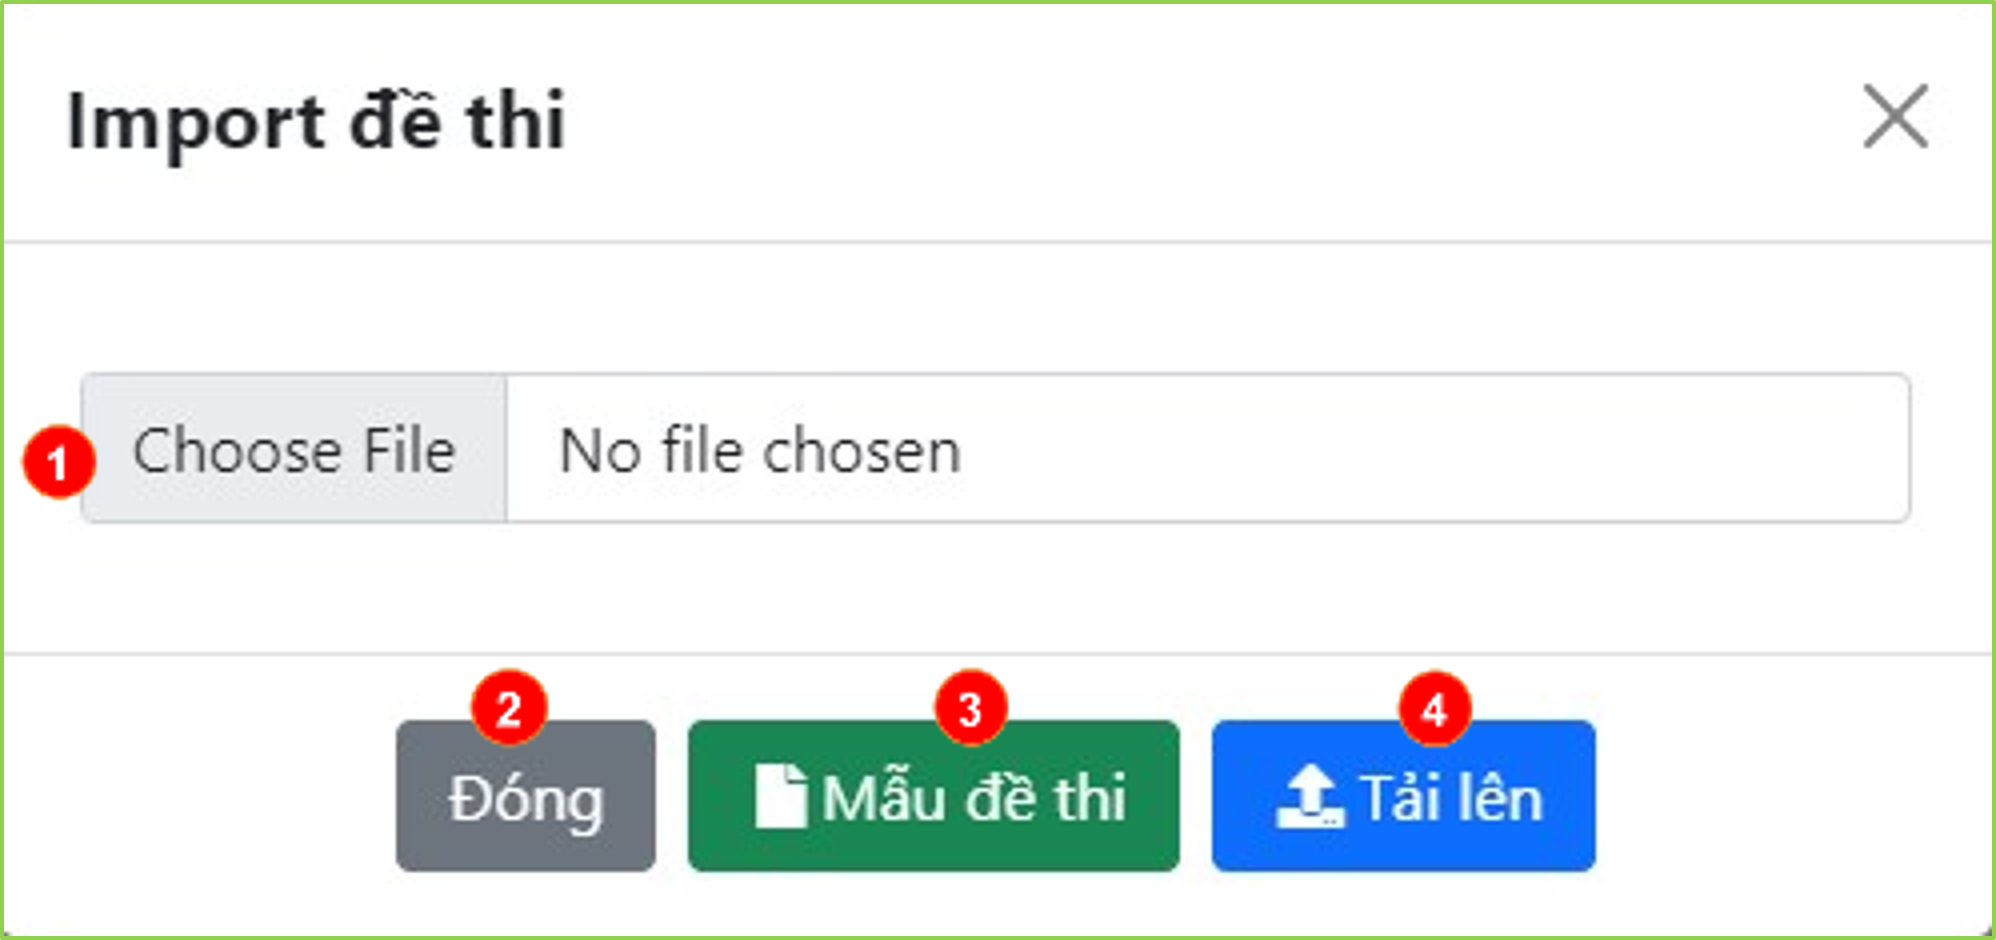 Import đề thi
1 Choose File No file chosen
2 3 4
Đóng Mẫu đề thi Tải lên